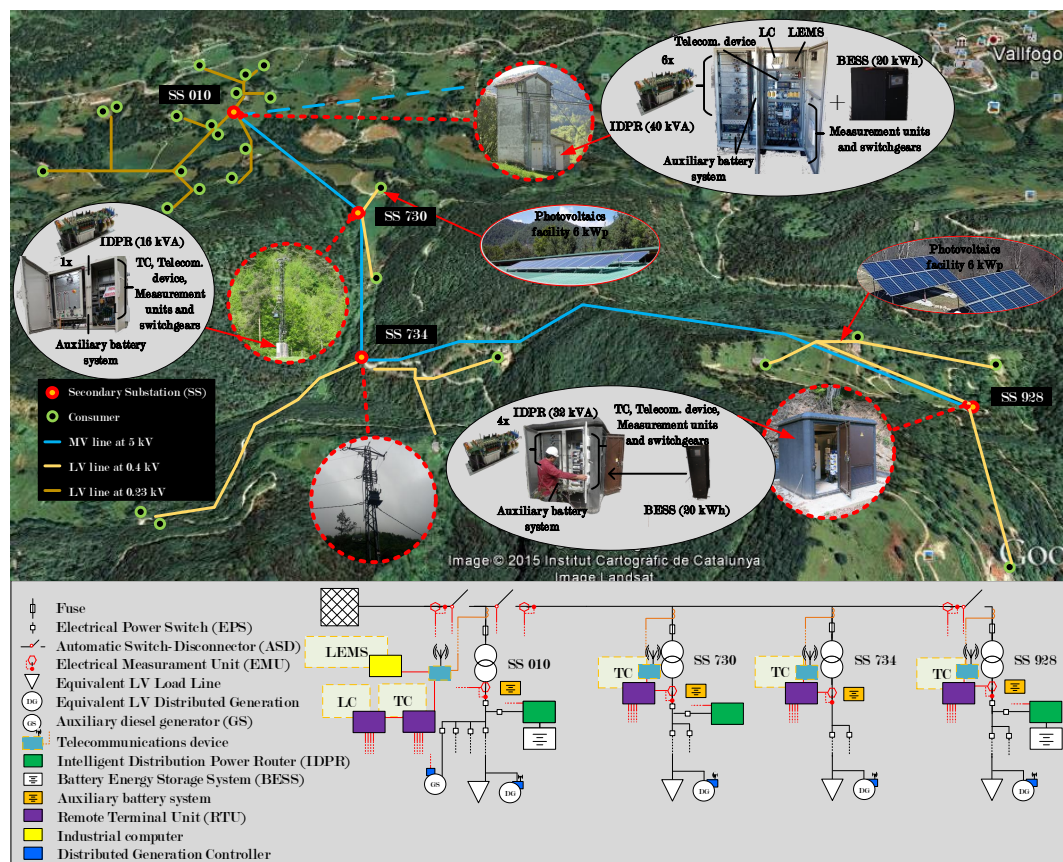 Vallfogo
LC
LEMS
Telecom. device
BESS (20 kWh)
6x
SS 010
+
IDPR (40 kVA)
Measurement units
and switchgears
Auxiliary battery
system
SS 730
Photovoltaics
facility 6 kWp
Photovoltaics
facility 6 kWp
IDPR (16 kVA)
1x
TC, Telecom.
device,
Measurement
units and
switchgears
Auxiliary battery
system
SS 734
SS 928
Secondary Substation (SS)
Consumer
MV line at 5 kV
LV line at 0.4 kV
LV line at 0.23 kV
IDPR (32 kVA)
4x
TC, Telecom. device,
Measurement units
and switchgears
Auxiliary battery
system
BESS (20 kWh)
Goo
Image © 2015 Institut Cartogràfic de Catalunya
Image Landsat
Fuse
Electrical Power Switch (EPS)
Automatic Switch-Disconnector (ASD)
Electrical Measurament Unit (EMU)
Equivalent LV Load Line
DG
Equivalent LV Distributed Generation
GS
Auxiliary diesel generator (GS)
Telecommunications device
Intelligent Distribution Power Router (IDPR)
Battery Energy Storage System (BESS)
Auxiliary battery system
Remote Terminal Unit (RTU)
Industrial computer
Distributed Generation Controller
LEMS
LC
TC
SS 010
GS
DG
TC
SS 730
DG
TC
SS 734
DG
TC
SS 928
DG